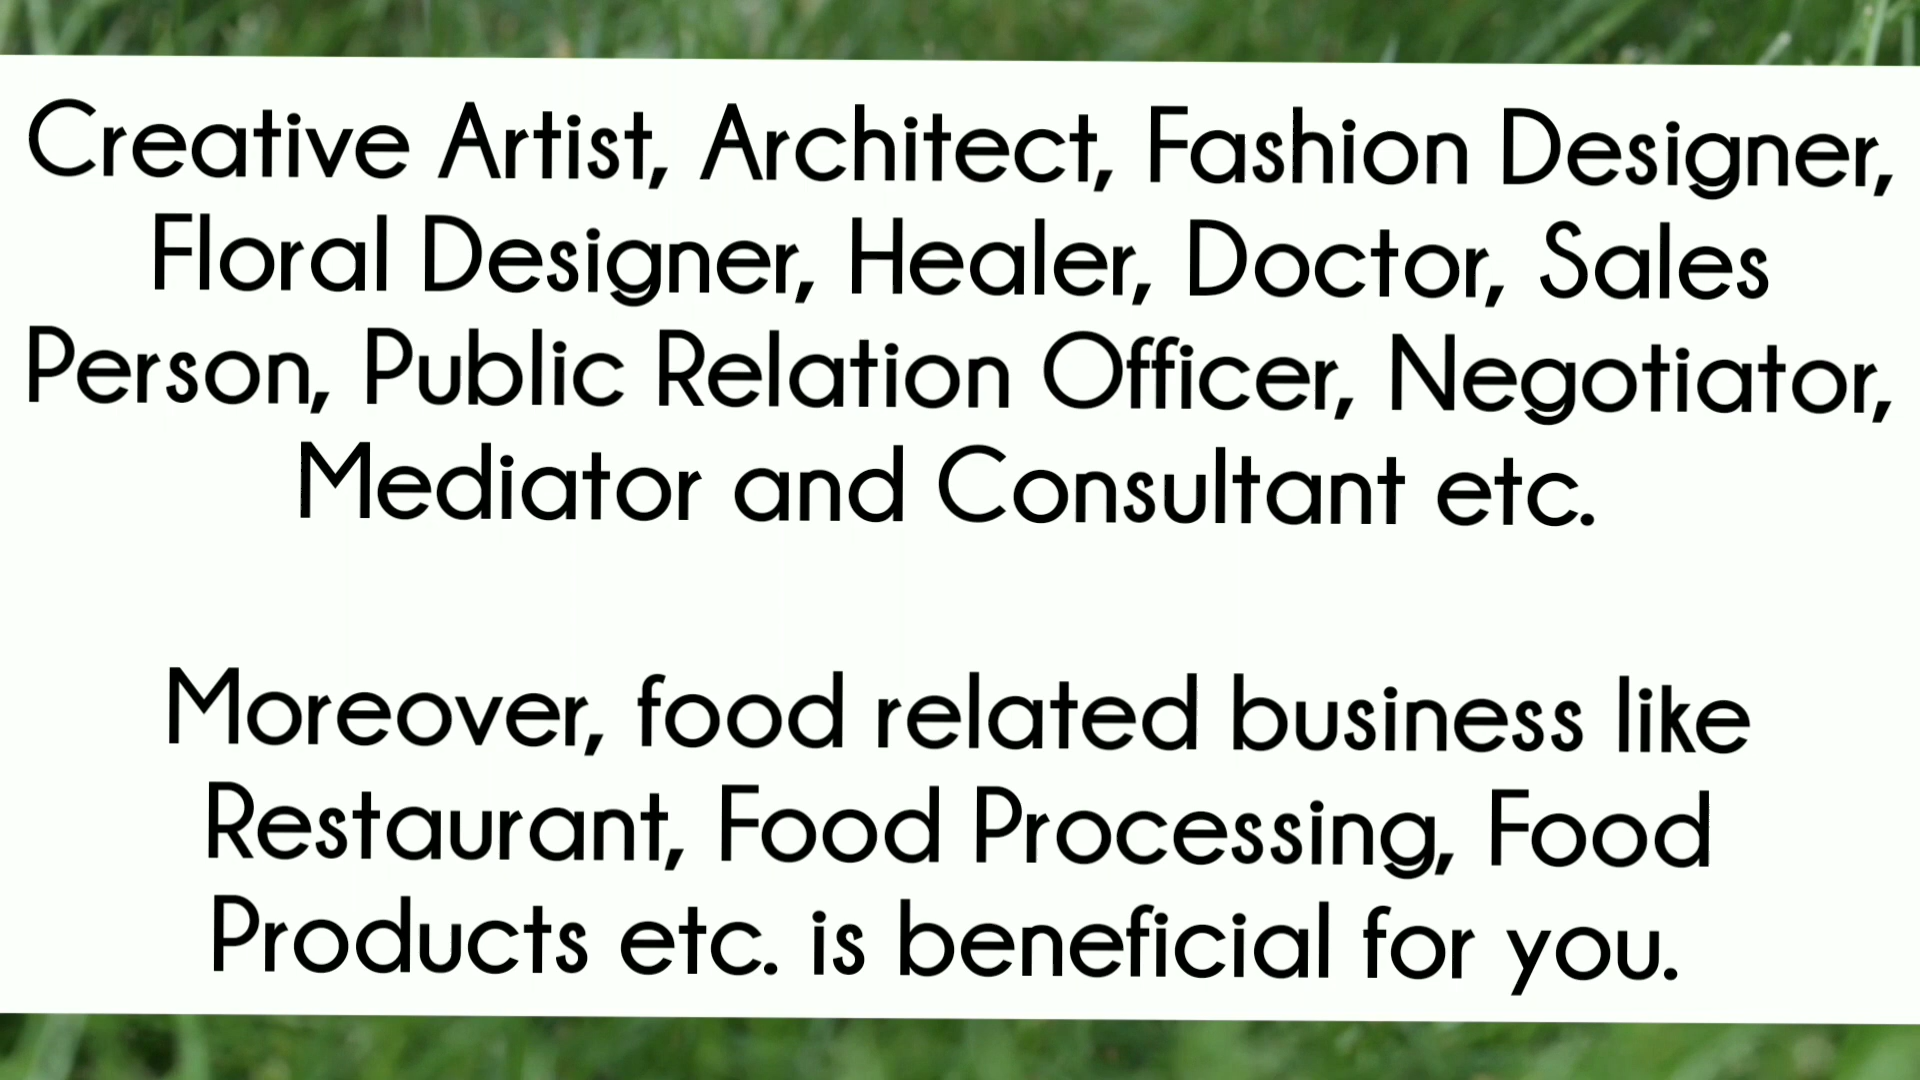 Creative Artist, Architect, Fashion Designer,
Floral Designer, Healer, Doctor, Sales
Person, Public Relation Officer, Negotiator,
Mediator and Consultant etc.
Moreover, food related business like
Restaurant, Food Processing, Food
Products etc. is beneficial for you.